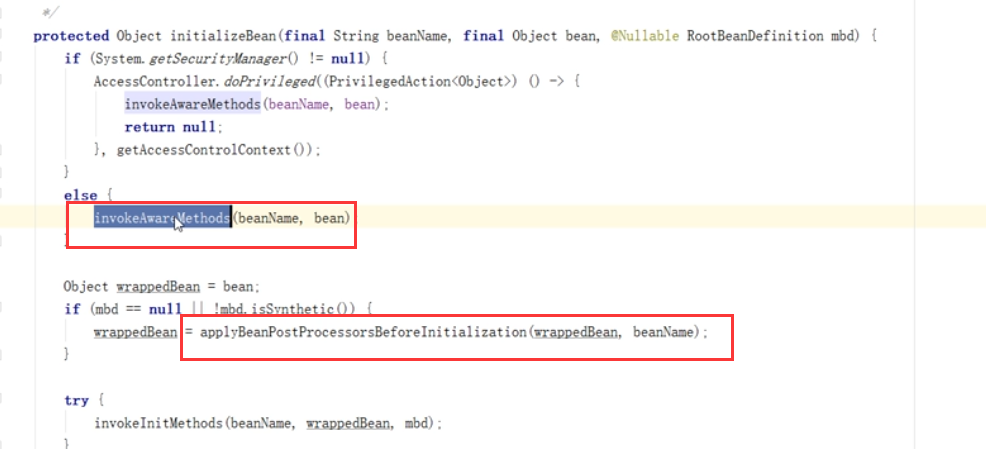 */
protected Object initializeBean(final String beanName, final Object bean, @Nullable RootBeanDefinition mbd) {
if (System.getSecurityManager() != null) {
AccessController.doPrivileged((PrivilegedAction<Object>) () -> {
invokeAwareMethods(beanName, bean);
return null;
}, getAccessControlContext());
}
else {
invokeAwareMethods(beanName, bean)
}
Object wrappedBean = bean;
if (mbd == null || !mbd.isSynthetic()) {
wrappedBean = applyBeanPostProcessorsBeforeInitialization(wrappedBean, beanName);
}
try {
invokeInitMethods(beanName, wrappedBean, mbd);
}